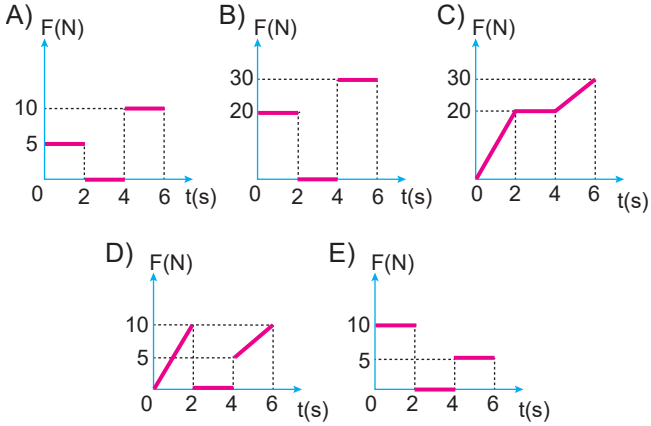 A) F(N)
10
5
0 2 4 6 t(s)
B) F(N)
30
20
0 2 4 6 t(s)
C) F(N)
30
20
0 2 4 6 t(s)
D) F(N)
10
5
0 2 4 6 t(s)
E) F(N)
10
5
0 2 4 6 t(s)